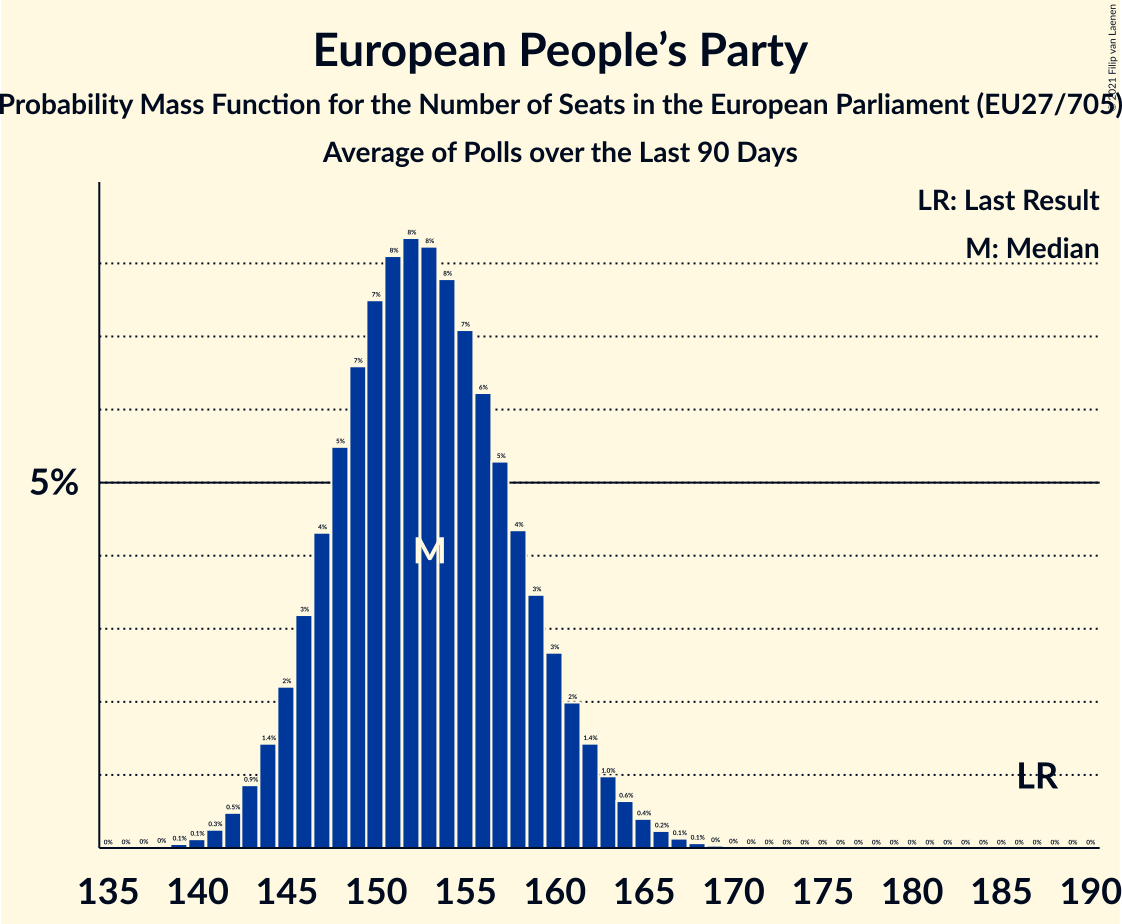 European People’s Party
Probability Mass Function for the Number of Seats in the European Parliament (EU27/705)
Average of Polls over the Last 90 Days
© 2021 Filip van Laenen
LR: Last Result
M: Median
5%
0% 0% 0% 0% 0.1% 0.1% 0.3% 0.5% 0.9% 1.4% 2% 3% 4% 5% 7% 7% 8% 8% 8% 8% 7% 6% 5% 4% 3% 3% 2% 1.4% 1.0% 0.6% 0.4% 0.2% 0.1% 0.1% 0% 0% 0% 0% 0% 0% 0% 0% 0% 0% 0% 0% 0% 0% 0% 0% 0% 0% 0% 0% 0% 0%
M
LR
135 140 145 150 155 160 165 170 175 180 185 190